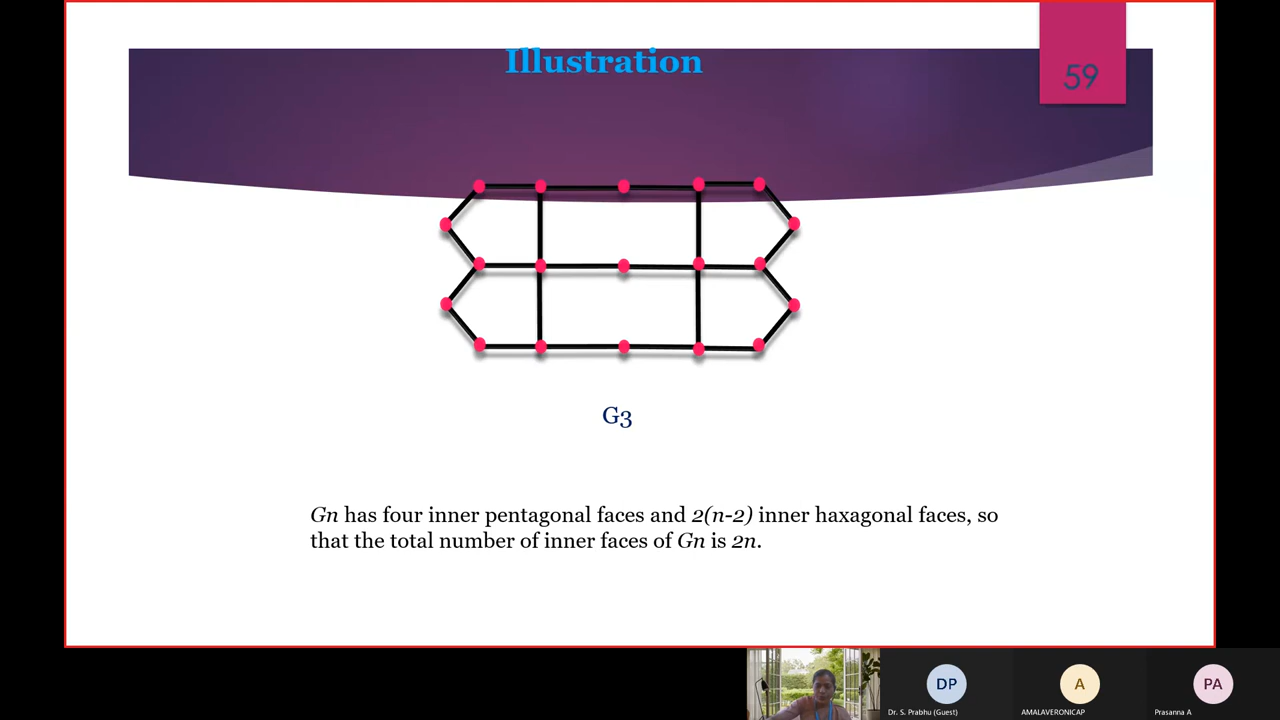 Illustration
59
G3
Gn has four inner pentagonal faces and 2(n-2) inner haxagonal faces, so
that the total number of inner faces of Gn is 2n.
DP
A
PA
Dr. S. Prabhu (Guest)
AMALAVERONICAP
Prasanna A